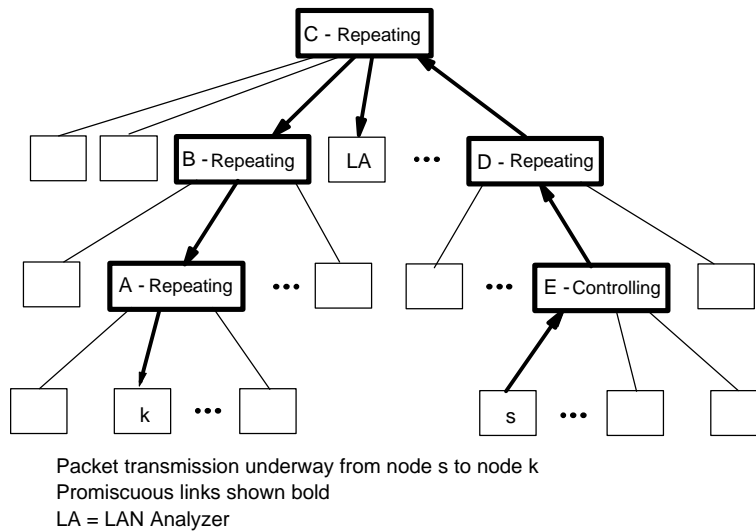 C - Repeating
B - Repeating
LA
•••
D - Repeating
A - Repeating
•••
•••
E - Controlling
k
•••
s
•••
Packet transmission underway from node s to node k
Promiscuous links shown bold
LA = LAN Analyzer